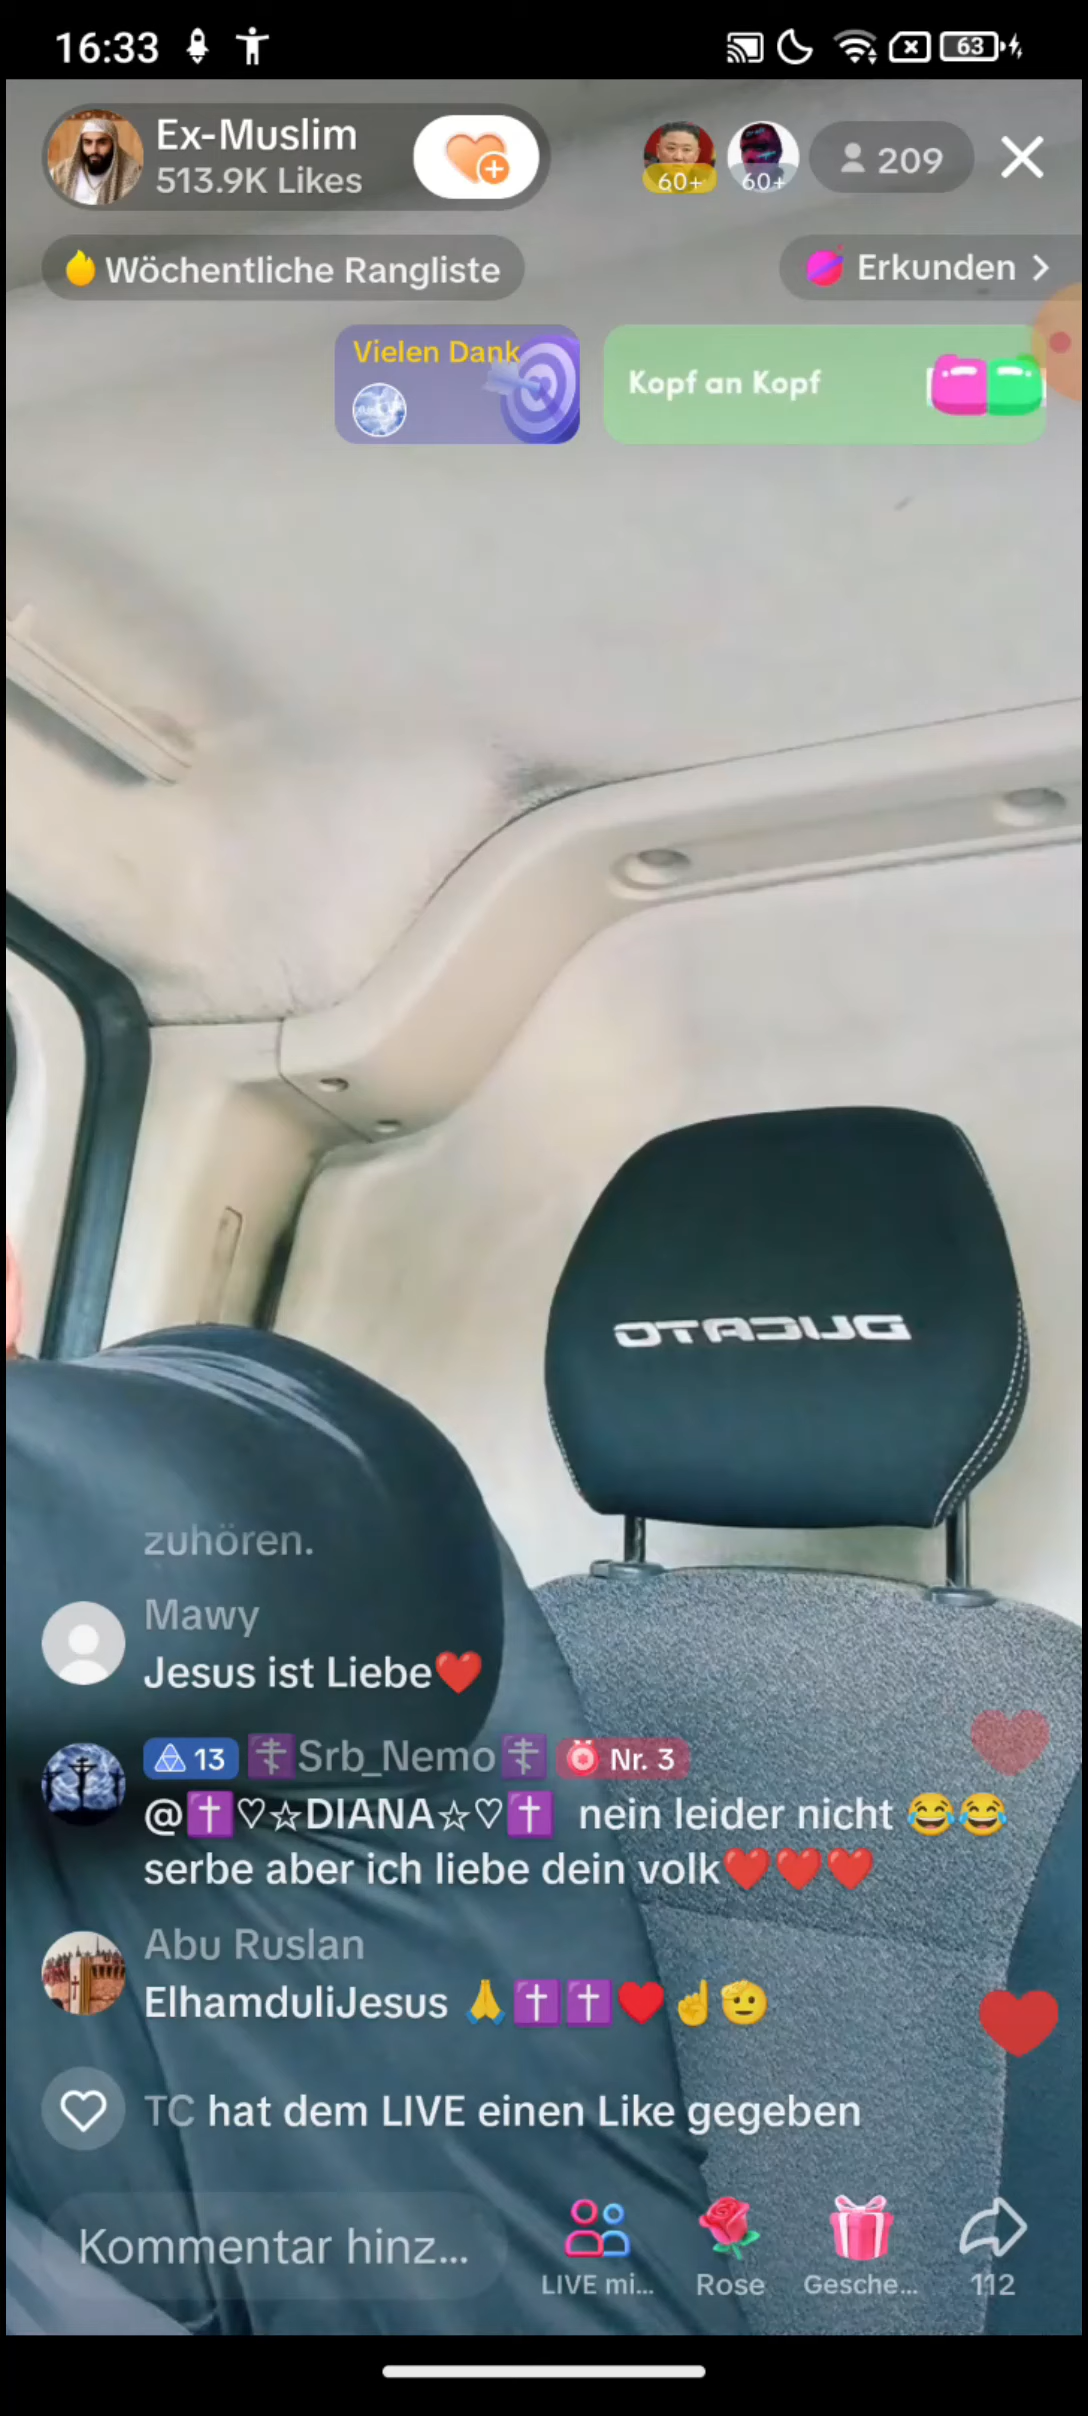 16:33
63
Ex-Muslim
513.9K Likes
60+
60+
209
Wöchentliche Rangliste
Erkunden >
Vielen Dank
Kopf an Kopf
DUCATO
zuhören.
Mawy
Jesus ist Liebe❤️
13 ☦️Srb_Nemo☦️ Nr. 3
@✝️♡☆DIANA☆♡✝️ nein leider nicht 😂😂
serbe aber ich liebe dein volk❤️❤️❤️
Abu Ruslan
ElhamduliJesus 🙏✝️✝️❤️☝️🫡
TC hat dem LIVE einen Like gegeben
Kommentar hinz...
LIVE mi...
Rose
Gesche...
112